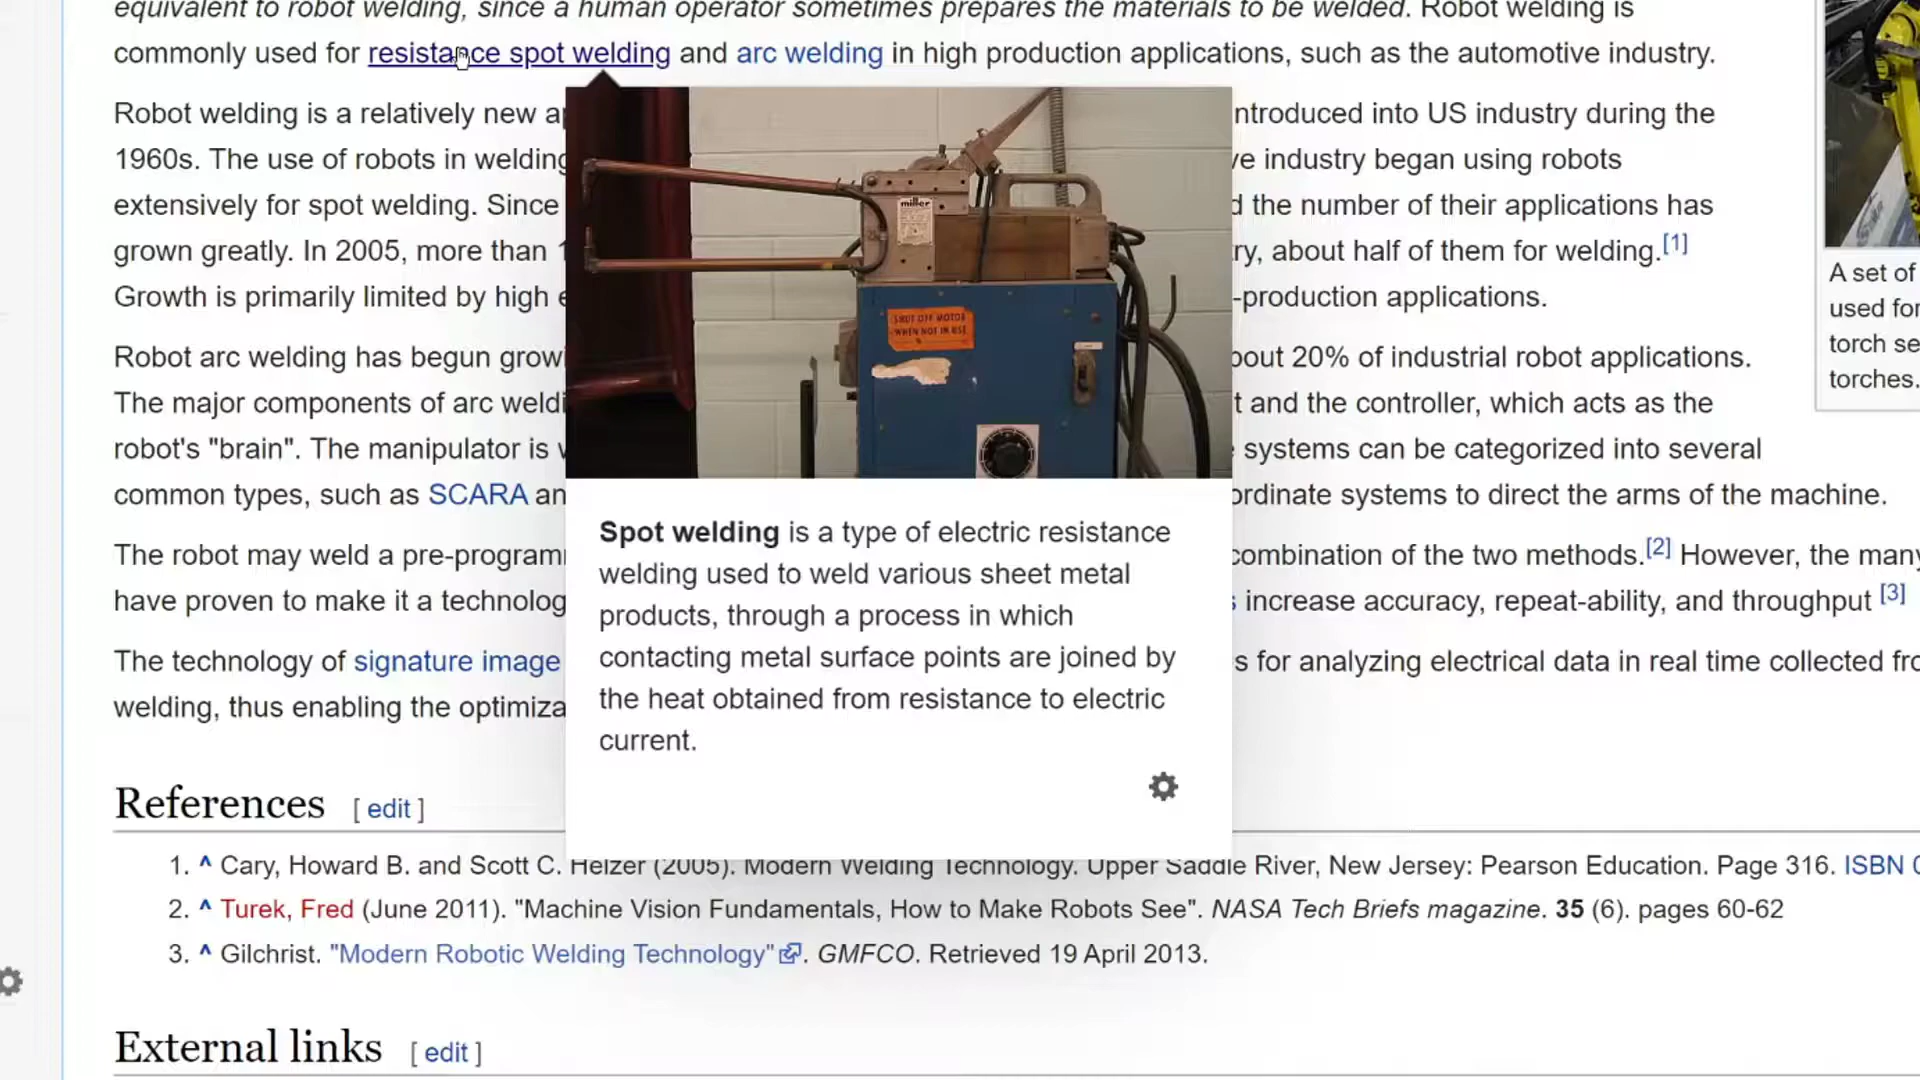 equivalent to robot welding, since a human operator sometimes prepares the materials to be welded. Robot welding is
commonly used for resistance spot welding and arc welding in high production applications, such as the automotive industry.
Robot welding is a relatively new a
ntroduced into US industry during the
1960s. The use of robots in welding
ve industry began using robots
extensively for spot welding. Since
d the number of their applications has
grown greatly. In 2005, more than 1
ry, about half of them for welding.[1]
Growth is primarily limited by high e
-production applications.
Robot arc welding has begun growi
bout 20% of industrial robot applications.
The major components of arc weldi
t and the controller, which acts as the
robot's "brain". The manipulator is
systems can be categorized into several
common types, such as SCARA an
ordinate systems to direct the arms of the machine.
The robot may weld a pre-program
combination of the two methods.[2] However, the many
have proven to make it a technolog
s increase accuracy, repeat-ability, and throughput [3]
The technology of signature image
s for analyzing electrical data in real time collected fro
welding, thus enabling the optimiza
miller
SHUT OFF MOTOR
WHEN NOT IN USE
Spot welding is a type of electric resistance
welding used to weld various sheet metal
products, through a process in which
contacting metal surface points are joined by
the heat obtained from resistance to electric
current.
A set of
used for
torch se
torches.
References [ edit ]
1. ^ Cary, Howard B. and Scott C. Helzer (2005). Modern Welding Technology. Upper Saddle River, New Jersey: Pearson Education. Page 316. ISBN 0
2. ^ Turek, Fred (June 2011). "Machine Vision Fundamentals, How to Make Robots See". NASA Tech Briefs magazine. 35 (6). pages 60-62
3. ^ Gilchrist. "Modern Robotic Welding Technology". GMFCO. Retrieved 19 April 2013.
External links [ edit ]